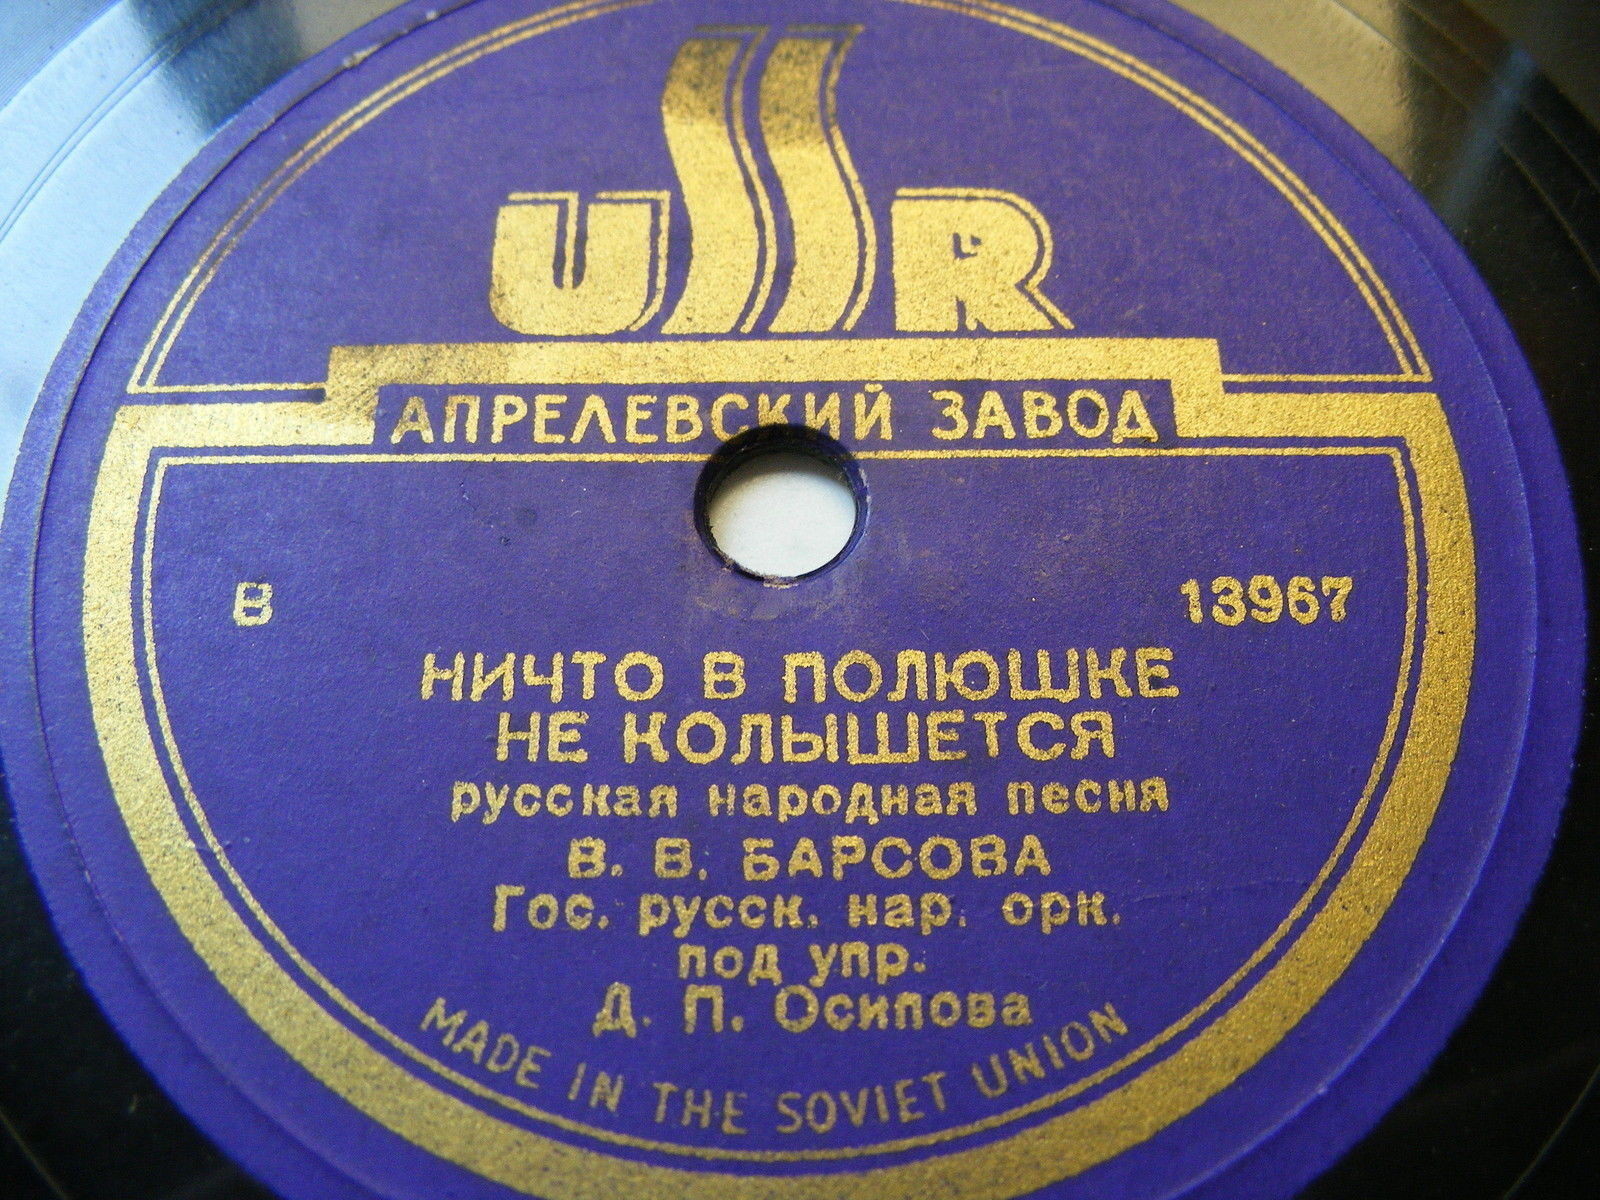 USSR
АПРЕЛЕВСКИЙ ЗАВОД
В 13967
НИЧТО В ПОЛЮШКЕ
НЕ КОЛЫШЕТСЯ
русская народная песня
В. В. БАРСОВА
Гос. русск. нар. орк.
под упр.
Д. П. Осипова
MADE IN THE SOVIET UNION